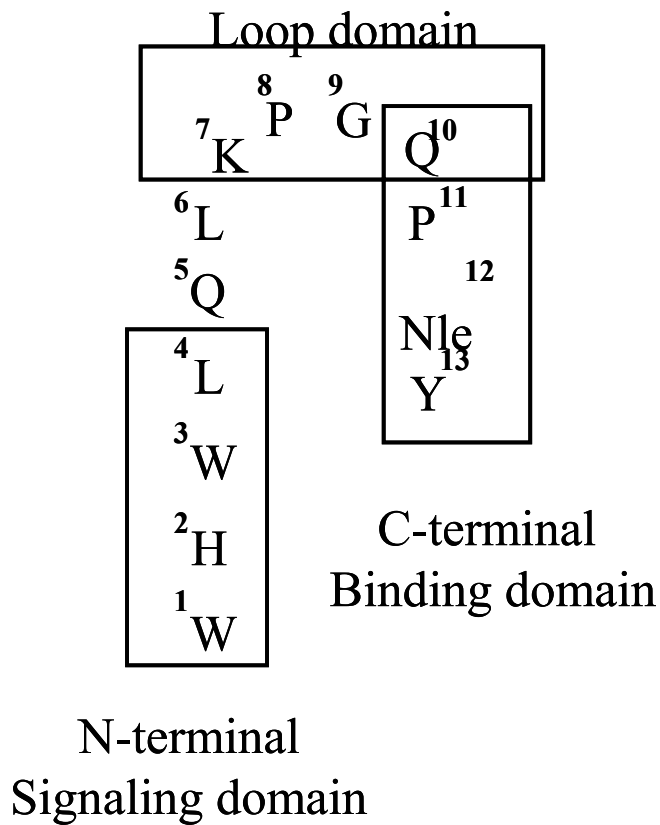 Loop domain
8 P
9 G
7 K
Q 10
6 L
P 11
5 Q
12
Nle
4 L
13
Y
3 W
2 H
C-terminal
Binding domain
1 W
N-terminal
Signaling domain